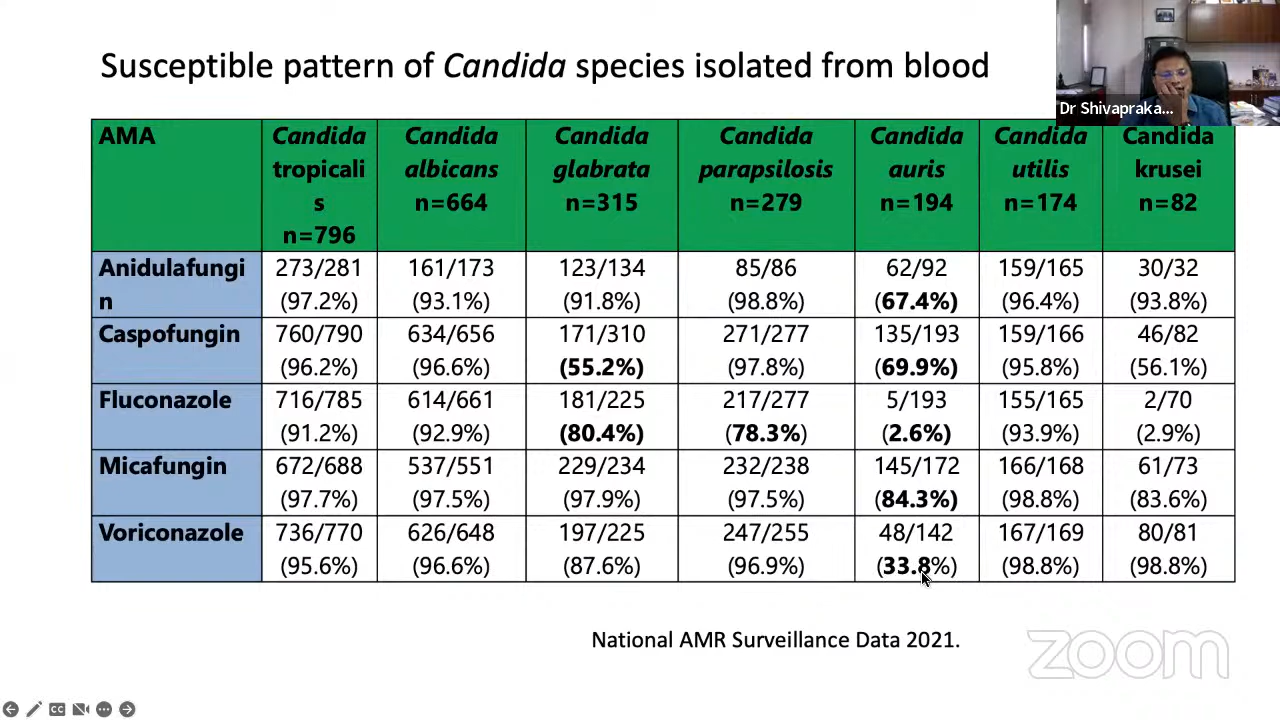 Susceptible pattern of Candida species isolated from blood
Dr Shivapraka...
AMA
Candida
tropicali
s
n=796
Candida
albicans
n=664
Candida
glabrata
n=315
Candida
parapsilosis
n=279
Candida
auris
n=194
Candida
utilis
n=174
Candida
krusei
n=82
Anidulafungi
n
273/281
(97.2%)
161/173
(93.1%)
123/134
(91.8%)
85/86
(98.8%)
62/92
(67.4%)
159/165
(96.4%)
30/32
(93.8%)
Caspofungin
760/790
(96.2%)
634/656
(96.6%)
171/310
(55.2%)
271/277
(97.8%)
135/193
(69.9%)
159/166
(95.8%)
46/82
(56.1%)
Fluconazole
716/785
(91.2%)
614/661
(92.9%)
181/225
(80.4%)
217/277
(78.3%)
5/193
(2.6%)
155/165
(93.9%)
2/70
(2.9%)
Micafungin
672/688
(97.7%)
537/551
(97.5%)
229/234
(97.9%)
232/238
(97.5%)
145/172
(84.3%)
166/168
(98.8%)
61/73
(83.6%)
Voriconazole
736/770
(95.6%)
626/648
(96.6%)
197/225
(87.6%)
247/255
(96.9%)
48/142
(33.8%)
167/169
(98.8%)
80/81
(98.8%)
National AMR Surveillance Data 2021.
zoom
CC